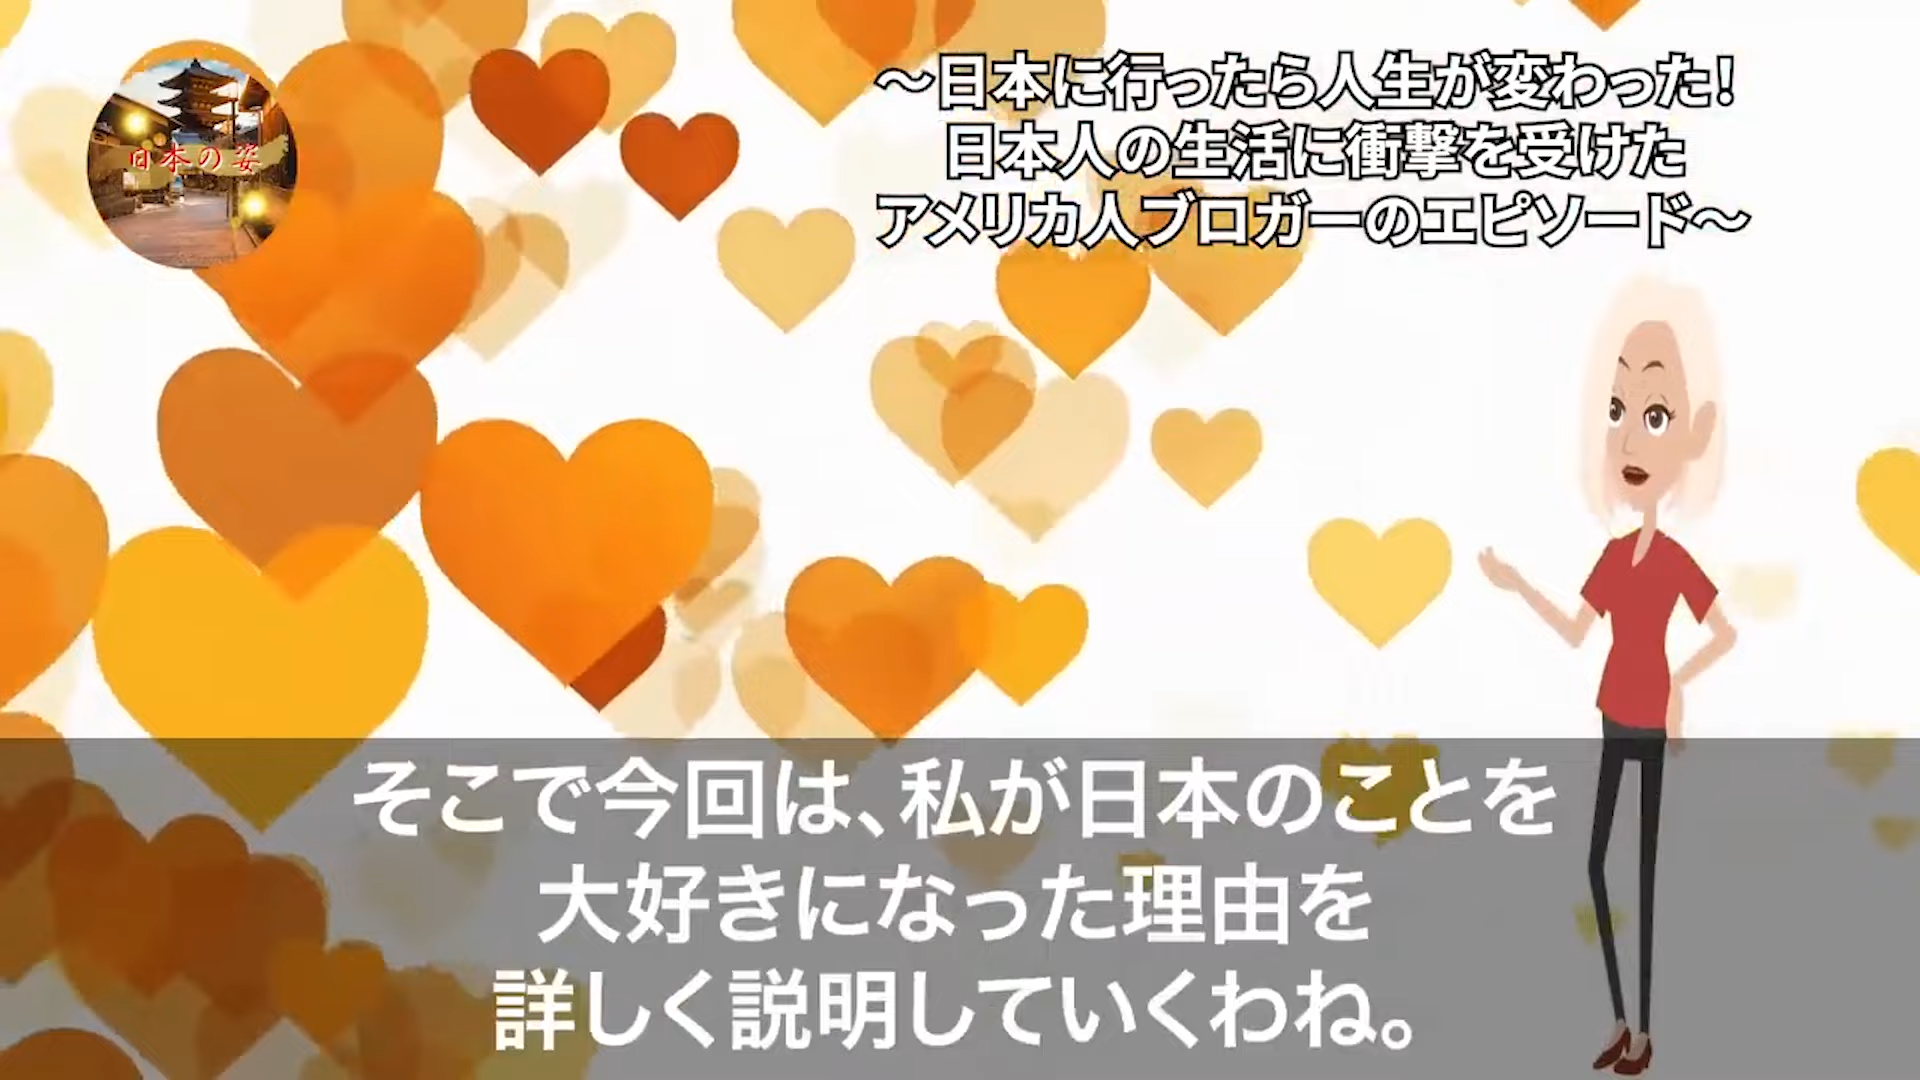 日本の姿
～日本に行ったら人生が変わった!
日本人の生活に衝撃を受けた
アメリカ人ブロガーのエピソード～
そこで今回は、私が日本のことを
大好きになった理由を
詳しく説明していくわね。